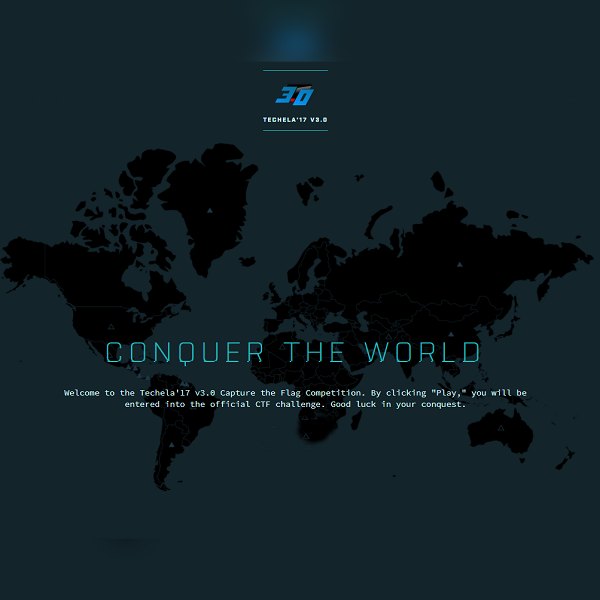 3.0
TECHELA'17 V3.0
CONQUER THE WORLD
Welcome to the Techela'17 v3.0 Capture the Flag Competition. By clicking "Play," you will be
entered into the official CTF challenge. Good luck in your conquest.